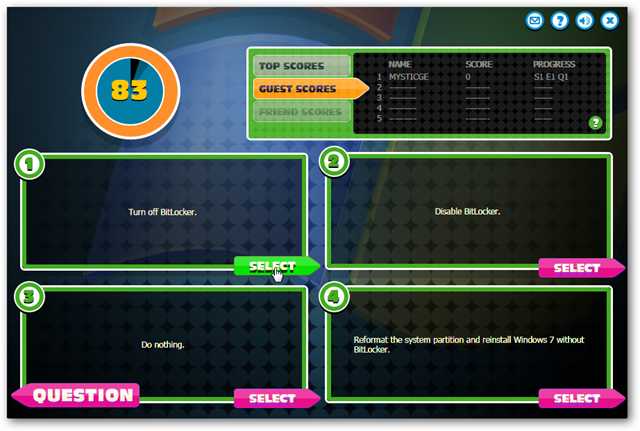 83
TOP SCORES
GUEST SCORES
FRIEND SCORES
NAME SCORE PROGRESS
1 MYSTICGE 0 S1 E1 Q1
2 -------- ------- --------
3 -------- ------- --------
4 -------- ------- --------
5 -------- ------- --------
?
1
Turn off BitLocker.
SELECT
2
Disable BitLocker.
SELECT
3
Do nothing.
QUESTION
SELECT
4
Reformat the system partition and reinstall Windows 7 without
BitLocker.
SELECT